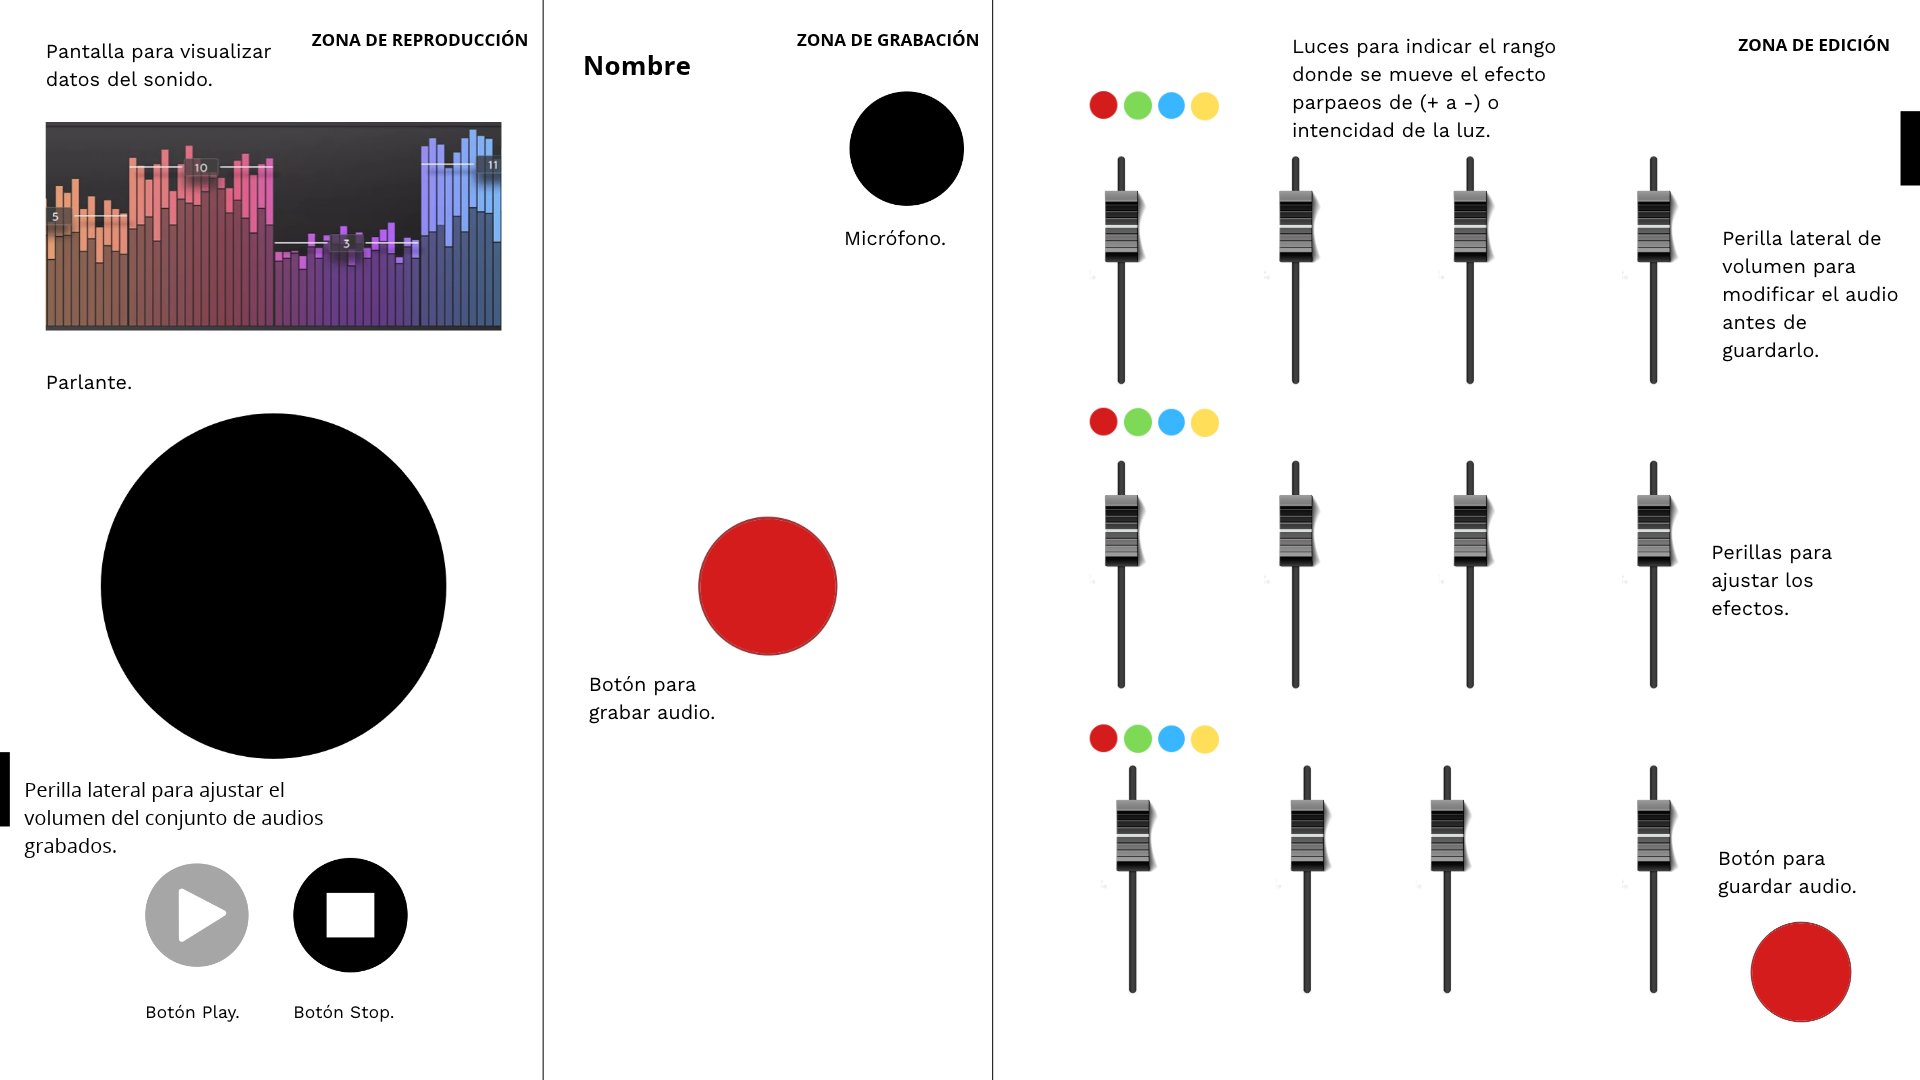 ZONA DE REPRODUCCIÓN
Pantalla para visualizar
datos del sonido.
5
10
3
11
Parlante.
Perilla lateral para ajustar el
volumen del conjunto de audios
grabados.
Botón Play.
Botón Stop.
ZONA DE GRABACIÓN
Nombre
Micrófono.
Botón para
grabar audio.
ZONA DE EDICIÓN
Luces para indicar el rango
donde se mueve el efecto
parpaeos de (+ a -) o
intencidad de la luz.
Perilla lateral de
volumen para
modificar el audio
antes de
guardarlo.
Perillas para
ajustar los
efectos.
Botón para
guardar audio.